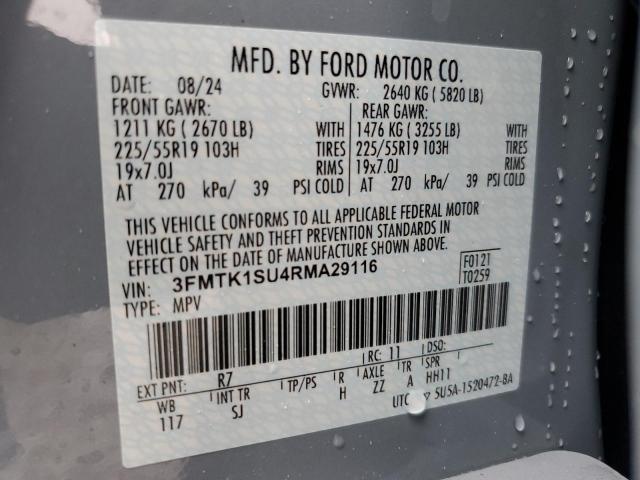 MFD. BY FORD MOTOR CO.
DATE: 08/24 GVWR: 2640 KG ( 5820 LB)
FRONT GAWR: REAR GAWR:
1211 KG ( 2670 LB) WITH 1476 KG ( 3255 LB) WITH
225/55R19 103H TIRES 225/55R19 103H TIRES
19x7.0J RIMS 19x7.0J RIMS
AT 270 kPa/ 39 PSI COLD AT 270 kPa/ 39 PSI COLD
THIS VEHICLE CONFORMS TO ALL APPLICABLE FEDERAL MOTOR
VEHICLE SAFETY AND THEFT PREVENTION STANDARDS IN
EFFECT ON THE DATE OF MANUFACTURE SHOWN ABOVE.
VIN: 3FMTK1SU4RMA29116 F0121
TYPE: MPV T0259
RC: 11 DSO:
EXT PNT: R7
WB INT TR TP/PS R AXLE TR SPR
117 SJ H ZZ A HH11
UTC 5U5A-1520472-BA